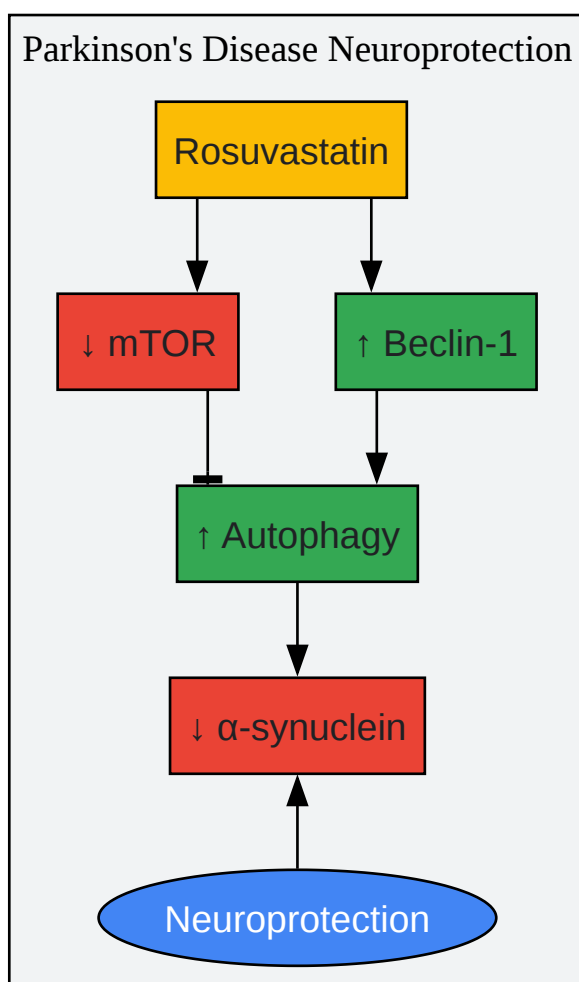 Parkinson's Disease Neuroprotection
Rosuvastatin
↓ mTOR
↑ Beclin-1
↑ Autophagy
↓ α-synuclein
Neuroprotection